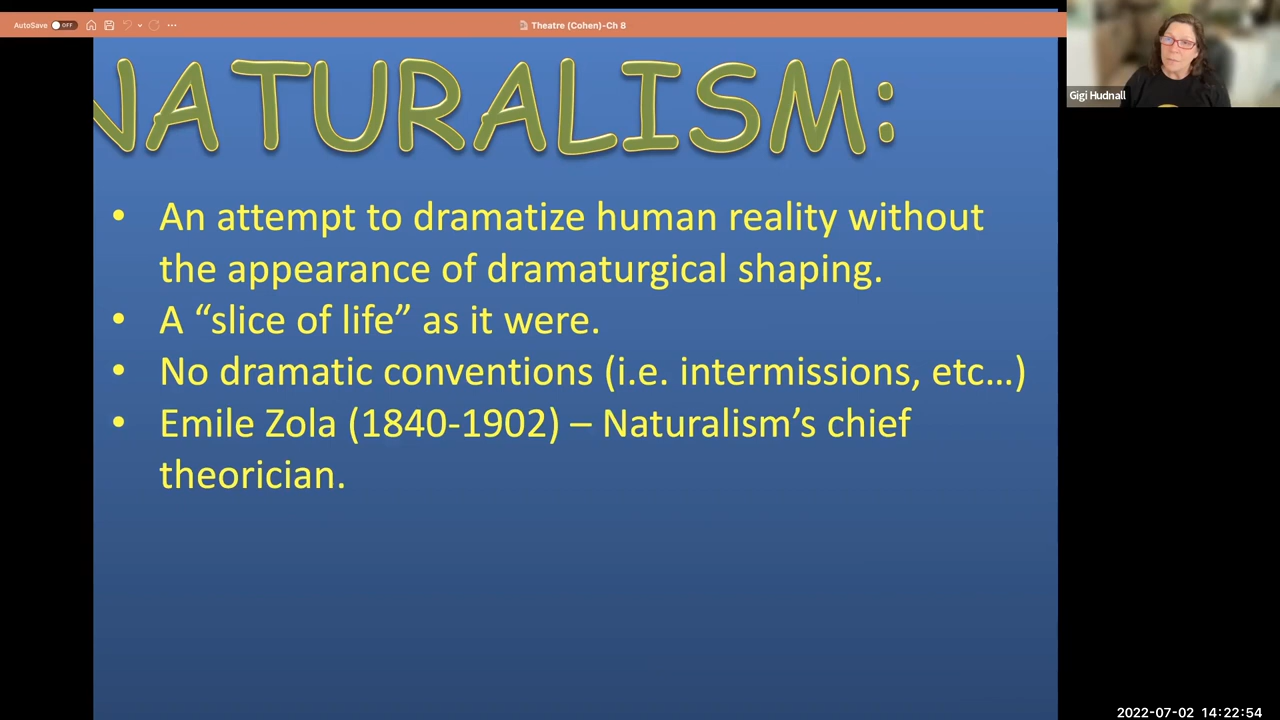 AutoSave OFF
Theatre (Cohen)-Ch 8
Gigi Hudnall
NATURALISM:
• An attempt to dramatize human reality without
the appearance of dramaturgical shaping.
• A “slice of life” as it were.
• No dramatic conventions (i.e. intermissions, etc…)
• Emile Zola (1840-1902) – Naturalism’s chief
theorician.
2022-07-02 14:22:54